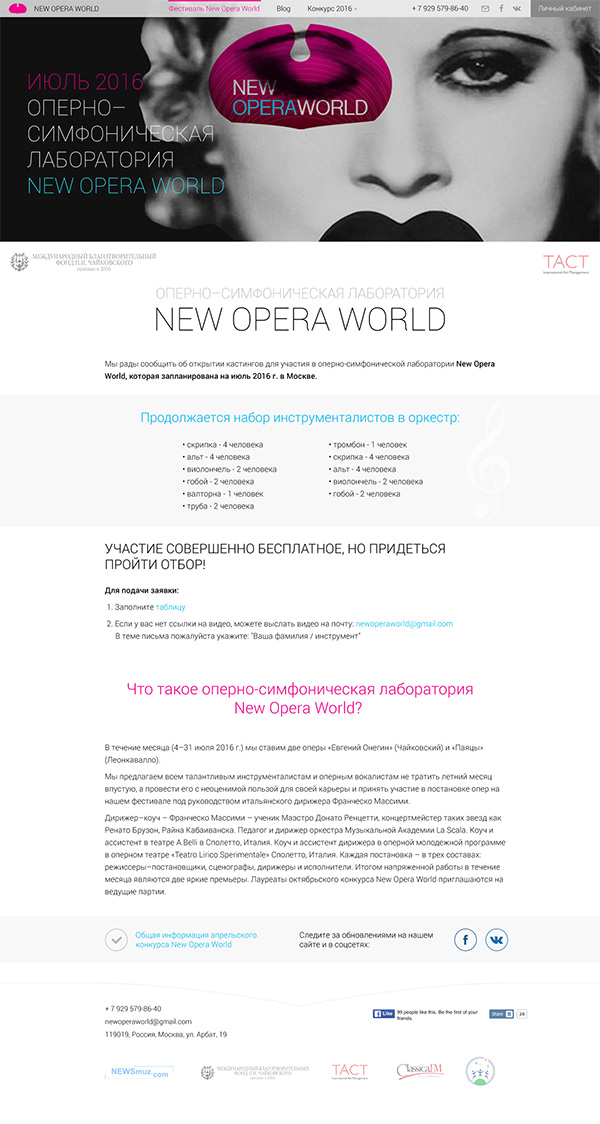 NEW OPERA WORLD
Фестиваль New Opera World
Blog
Конкурс 2016
+ 7 929 579-86-40
Личный кабинет
ИЮЛЬ 2016
ОПЕРНО–
СИМФОНИЧЕСКАЯ
ЛАБОРАТОРИЯ
NEW OPERA WORLD
NEW
OPERAWORLD
МЕЖДУНАРОДНЫЙ БЛАГОТВОРИТЕЛЬНЫЙ
ФОНД П.И. ЧАЙКОВСКОГО
основан в 2006
TACT
International Art Management
ОПЕРНО–СИМФОНИЧЕСКАЯ ЛАБОРАТОРИЯ
NEW OPERA WORLD
Мы рады сообщить об открытии кастингов для участия в оперно-симфонической лаборатории New Opera
World, которая запланирована на июль 2016 г. в Москве.
Продолжается набор инструменталистов в оркестр:
• скрипка - 4 человека
• альт - 4 человека
• виолончель - 2 человека
• гобой - 2 человека
• валторна - 1 человек
• труба - 2 человека
• тромбон - 1 человек
• скрипка - 4 человека
• альт - 4 человека
• виолончель - 2 человека
• гобой - 2 человека
УЧАСТИЕ СОВЕРШЕННО БЕСПЛАТНОЕ, НО ПРИДЕТЬСЯ
ПРОЙТИ ОТБОР!
Для подачи заявки:
1. Заполните таблицу
2. Если у вас нет ссылки на видео, можете выслать видео на почту: newoperaworld@gmail.com
В теме письма пожалуйста укажите: "Ваша фамилия / инструмент"
Что такое оперно-симфоническая лаборатория
New Opera World?
В течение месяца (4–31 июля 2016 г.) мы ставим две оперы «Евгений Онегин» (Чайковский) и «Паяцы»
(Леонкавалло).
Мы предлагаем всем талантливым инструменталистам и оперным вокалистам не тратить летний месяц
впустую, а провести его с неоценимой пользой для своей карьеры и принять участие в постановке опер на
нашем фестивале под руководством итальянского дирижера Франческо Массими.
Дирижер–коуч – Франческо Массими – ученик Маэстро Донато Ренцетти, концертмейстер таких звезд как
Ренато Брузон, Райна Кабаиванска. Педагог и дирижер оркестра Музыкальной Академии La Scala. Коуч и
ассистент в театре A.Belli в Сполетто, Италия. Коуч и ассистент дирижера в оперной молодежной программе
в оперном театре «Teatro Lirico Sperimentale» Сполетто, Италия. Каждая постановка – в трех составах:
режиссеры–постановщики, сценографы, дирижеры и исполнители. Итогом напряженной работы в течение
месяца являются две яркие премьеры. Лауреаты октябрьского конкурса New Opera World приглашаются на
ведущие партии.
Общая информация апрельского
конкурса New Opera World
Следите за обновлениями на нашем
сайте и в соцсетях:
+ 7 929 579-86-40
newoperaworld@gmail.com
119019, Россия, Москва, ул. Арбат, 19
Like
99 people like this. Be the first of your
friends.
Share
26
NEWSmuz.com
МЕЖДУНАРОДНЫЙ БЛАГОТВОРИТЕЛЬНЫЙ
ФОНД П.И. ЧАЙКОВСКОГО
основан в 2006
TACT
International Art Management
ClassicalFM